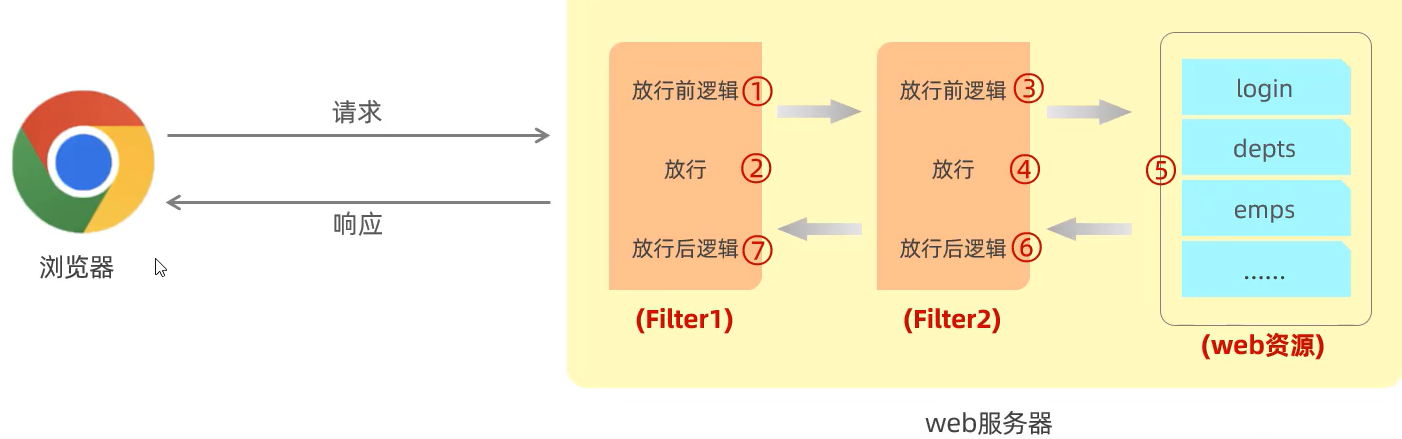 请求
响应
浏览器
放行前逻辑①
放行②
放行后逻辑⑦
(Filter1)
放行前逻辑③
放行④
放行后逻辑⑥
(Filter2)
⑤
login
depts
emps
......
(web资源)
web服务器